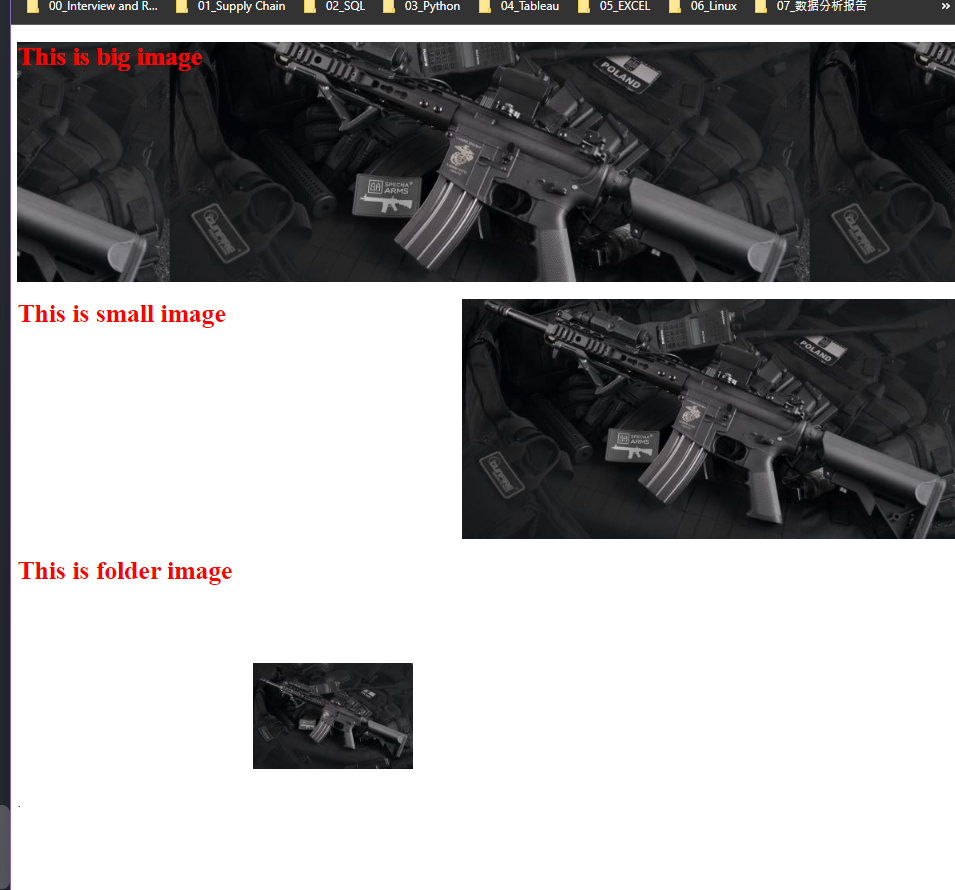 00_Interview and R... 01_Supply Chain 02_SQL 03_Python 04_Tableau 05_EXCEL 06_Linux 07_数据分析报告 »
This is big image
POLAND
SPECNA
ARMS
This is small image
POLAND
SPECNA
ARMS
This is folder image
.